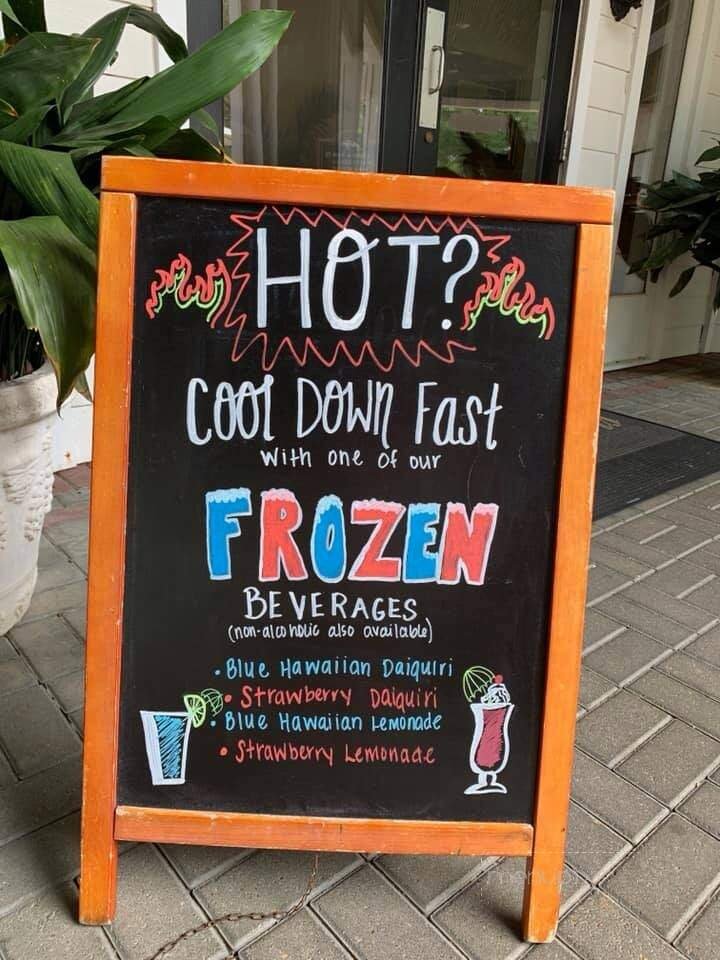 HOT?
COOL DOWN Fast
with one of our
FROZEN
BEVERAGES
(non-alcoholic also available)
• Blue Hawaiian Daiquiri
• Strawberry Daiquiri
• Blue Hawaiian Lemonade
• Strawberry Lemonade